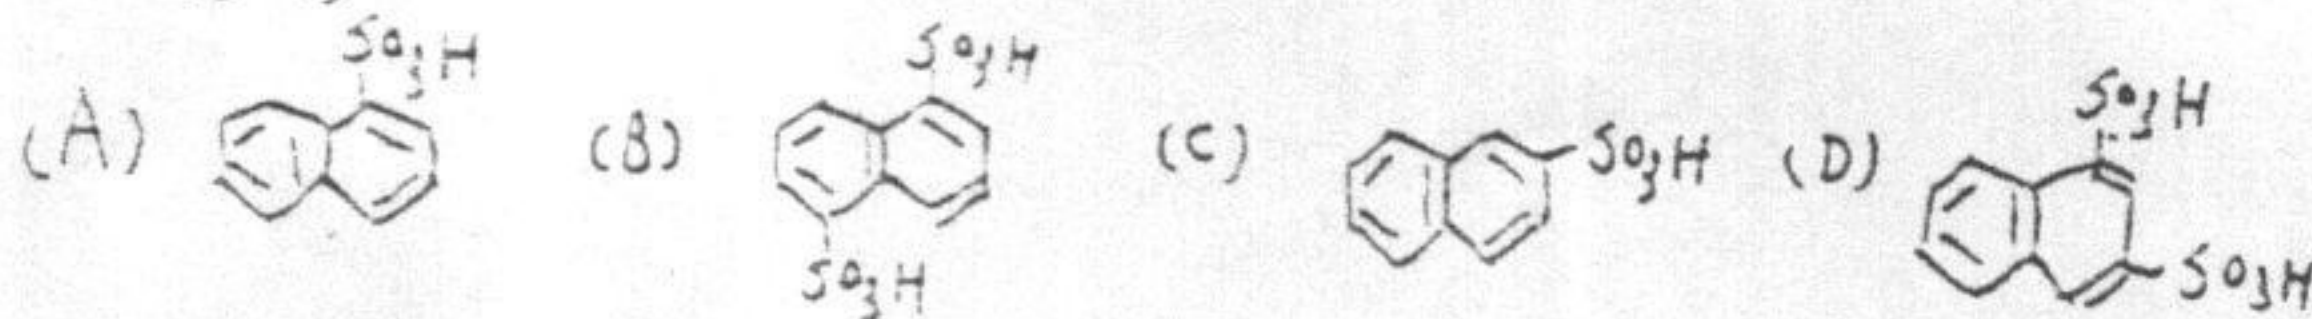 SO₃H SO₃H SO₃H
(A) (B) (C) SO₃H (D)
SO₃H SO₃H